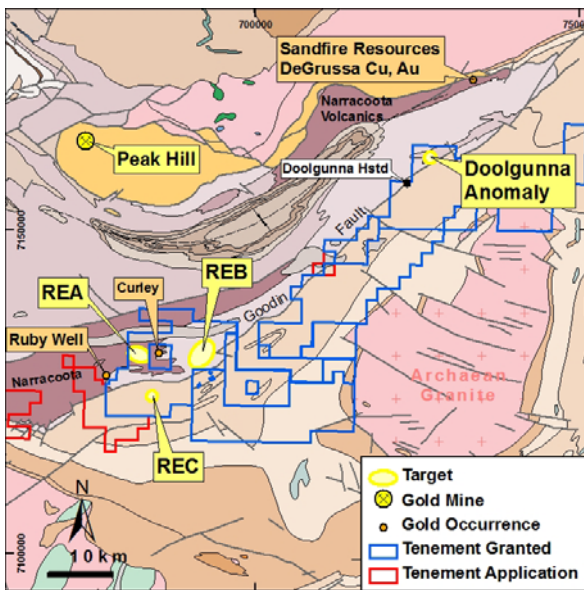 700000
7500
Sandfire Resources
DeGrussa Cu, Au
Narracoota
Volcanics
Peak Hill
Doolgunna Hstd
Doolgunna
Anomaly
7150000
Fault
Goodin
REA
Curley
REB
Ruby Well
Narracoota
Archaean
Granite
REC
N
10 km
7100000
Target
Gold Mine
Gold Occurrence
Tenement Granted
Tenement Application